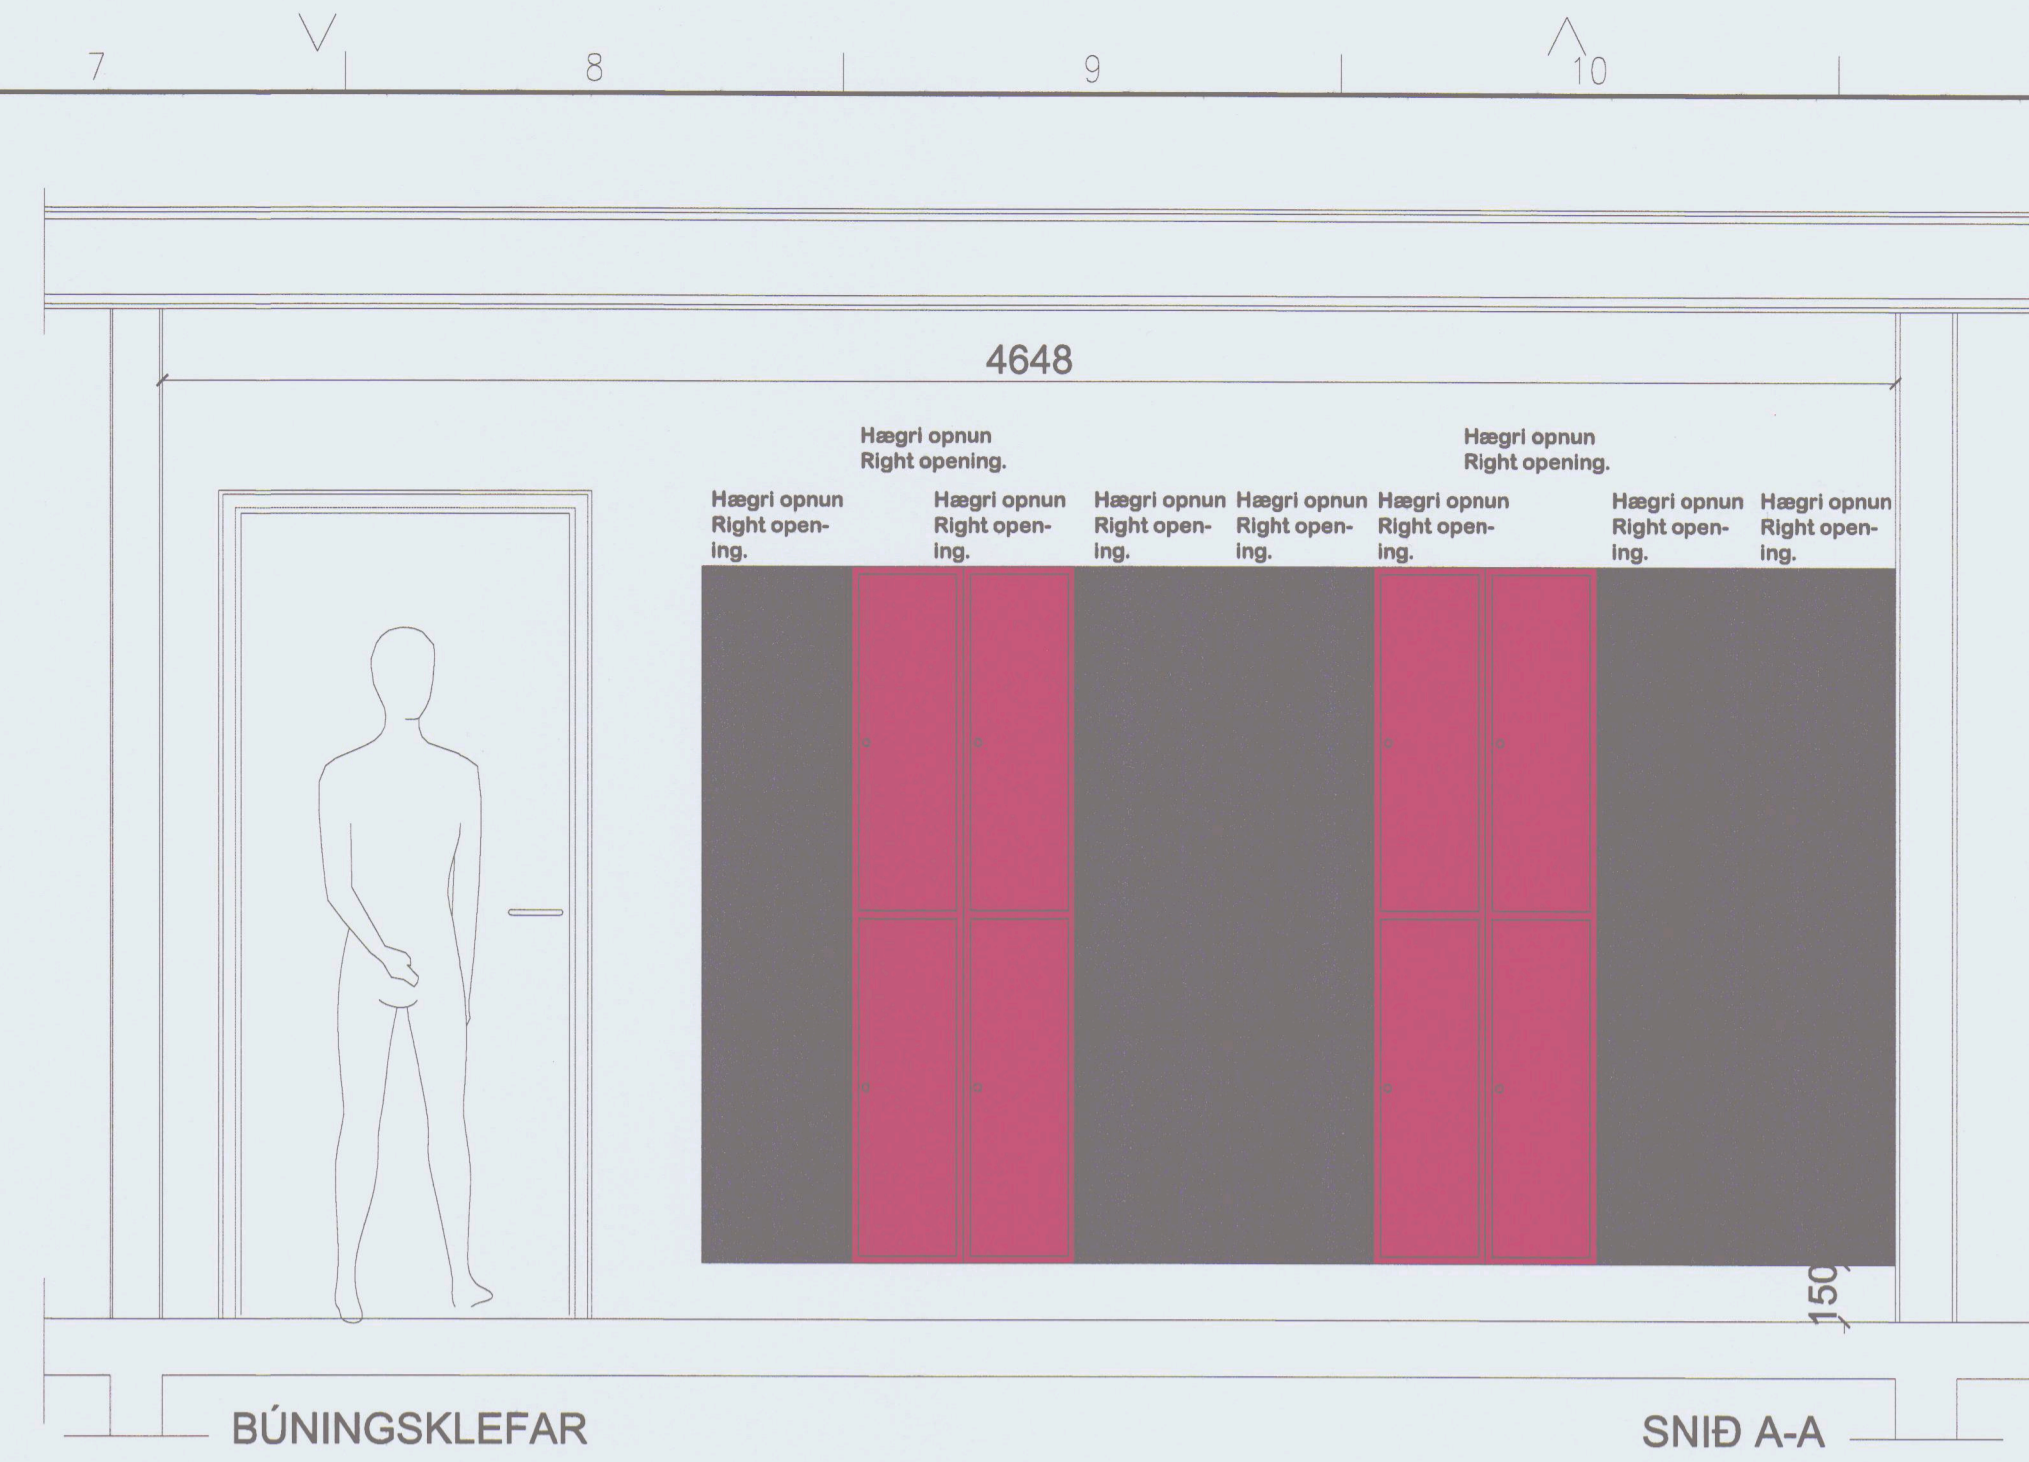 7 8 9 10
4648
Hægri opnun
Right opening.
Hægri opnun
Right opening.
Hægri opnun
Right open-
ing.
Hægri opnun
Right open-
ing.
Hægri opnun
Right open-
ing.
Hægri opnun
Right open-
ing.
Hægri opnun
Right open-
ing.
Hægri opnun
Right open-
ing.
Hægri opnun
Right open-
ing.
150
BÚNINGSKLEFAR
SNIÐ A-A